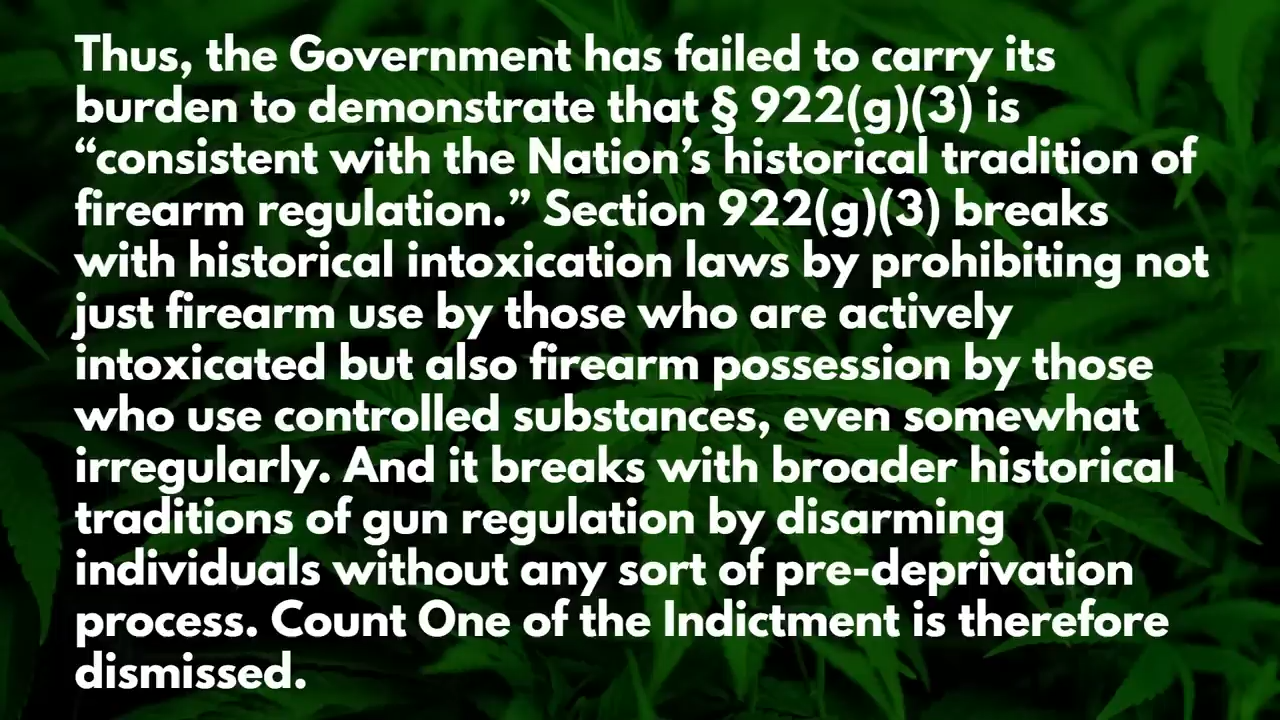 Thus, the Government has failed to carry its
burden to demonstrate that § 922(g)(3) is
“consistent with the Nation’s historical tradition of
firearm regulation.” Section 922(g)(3) breaks
with historical intoxication laws by prohibiting not
just firearm use by those who are actively
intoxicated but also firearm possession by those
who use controlled substances, even somewhat
irregularly. And it breaks with broader historical
traditions of gun regulation by disarming
individuals without any sort of pre-deprivation
process. Count One of the Indictment is therefore
dismissed.